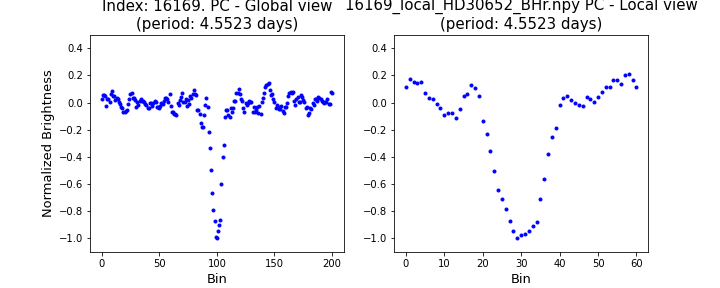 Index: 16169. PC - Global view
(period: 4.5523 days)
16169_local_HD30652_BHr.npy PC - Local view
(period: 4.5523 days)
Normalized Brightness
0.4
0.2
0.0
−0.2
−0.4
−0.6
−0.8
−1.0
0 50 100 150 200
Bin
0.4
0.2
0.0
−0.2
−0.4
−0.6
−0.8
−1.0
0 10 20 30 40 50 60
Bin